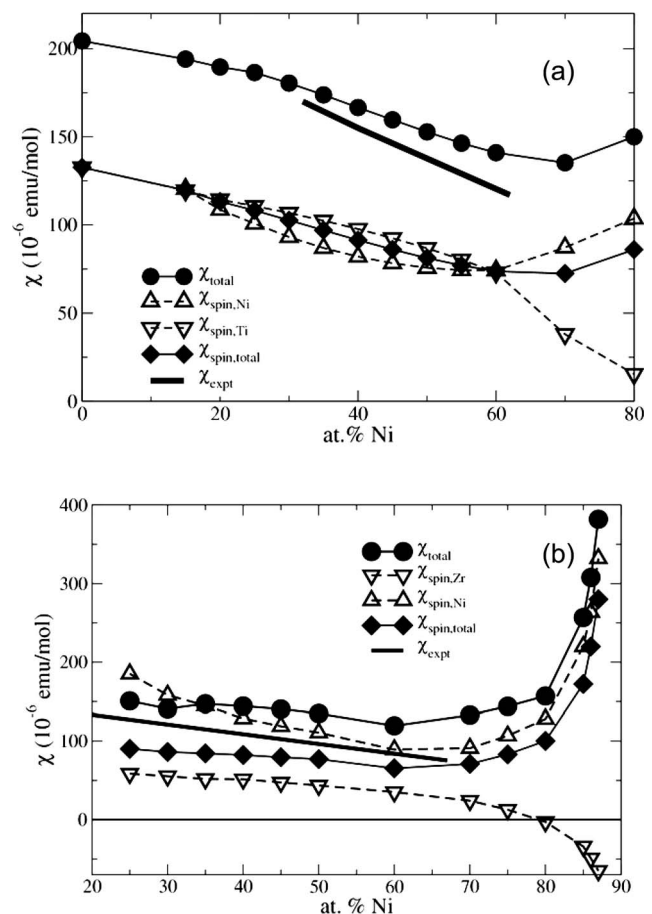 (a)
χ (10⁻⁶ emu/mol)
200
150
100
50
0
χtotal
χspin,Ni
χspin,Ti
χspin,total
χexpt
0
20
40
60
80
at.% Ni
(b)
χ (10⁻⁶ emu/mol)
400
300
200
100
0
χtotal
χspin,Zr
χspin,Ni
χspin,total
χexpt
20
30
40
50
60
70
80
90
at. % Ni